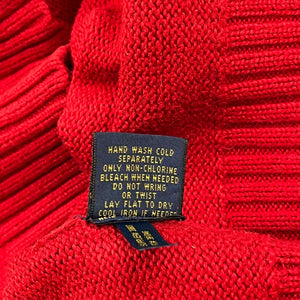 HAND WASH COLD
SEPARATELY
ONLY NON-CHLORINE
BLEACH WHEN NEEDED
DO NOT WRING
OR TWIST
LAY FLAT TO DRY
COOL IRON IF NEEDED